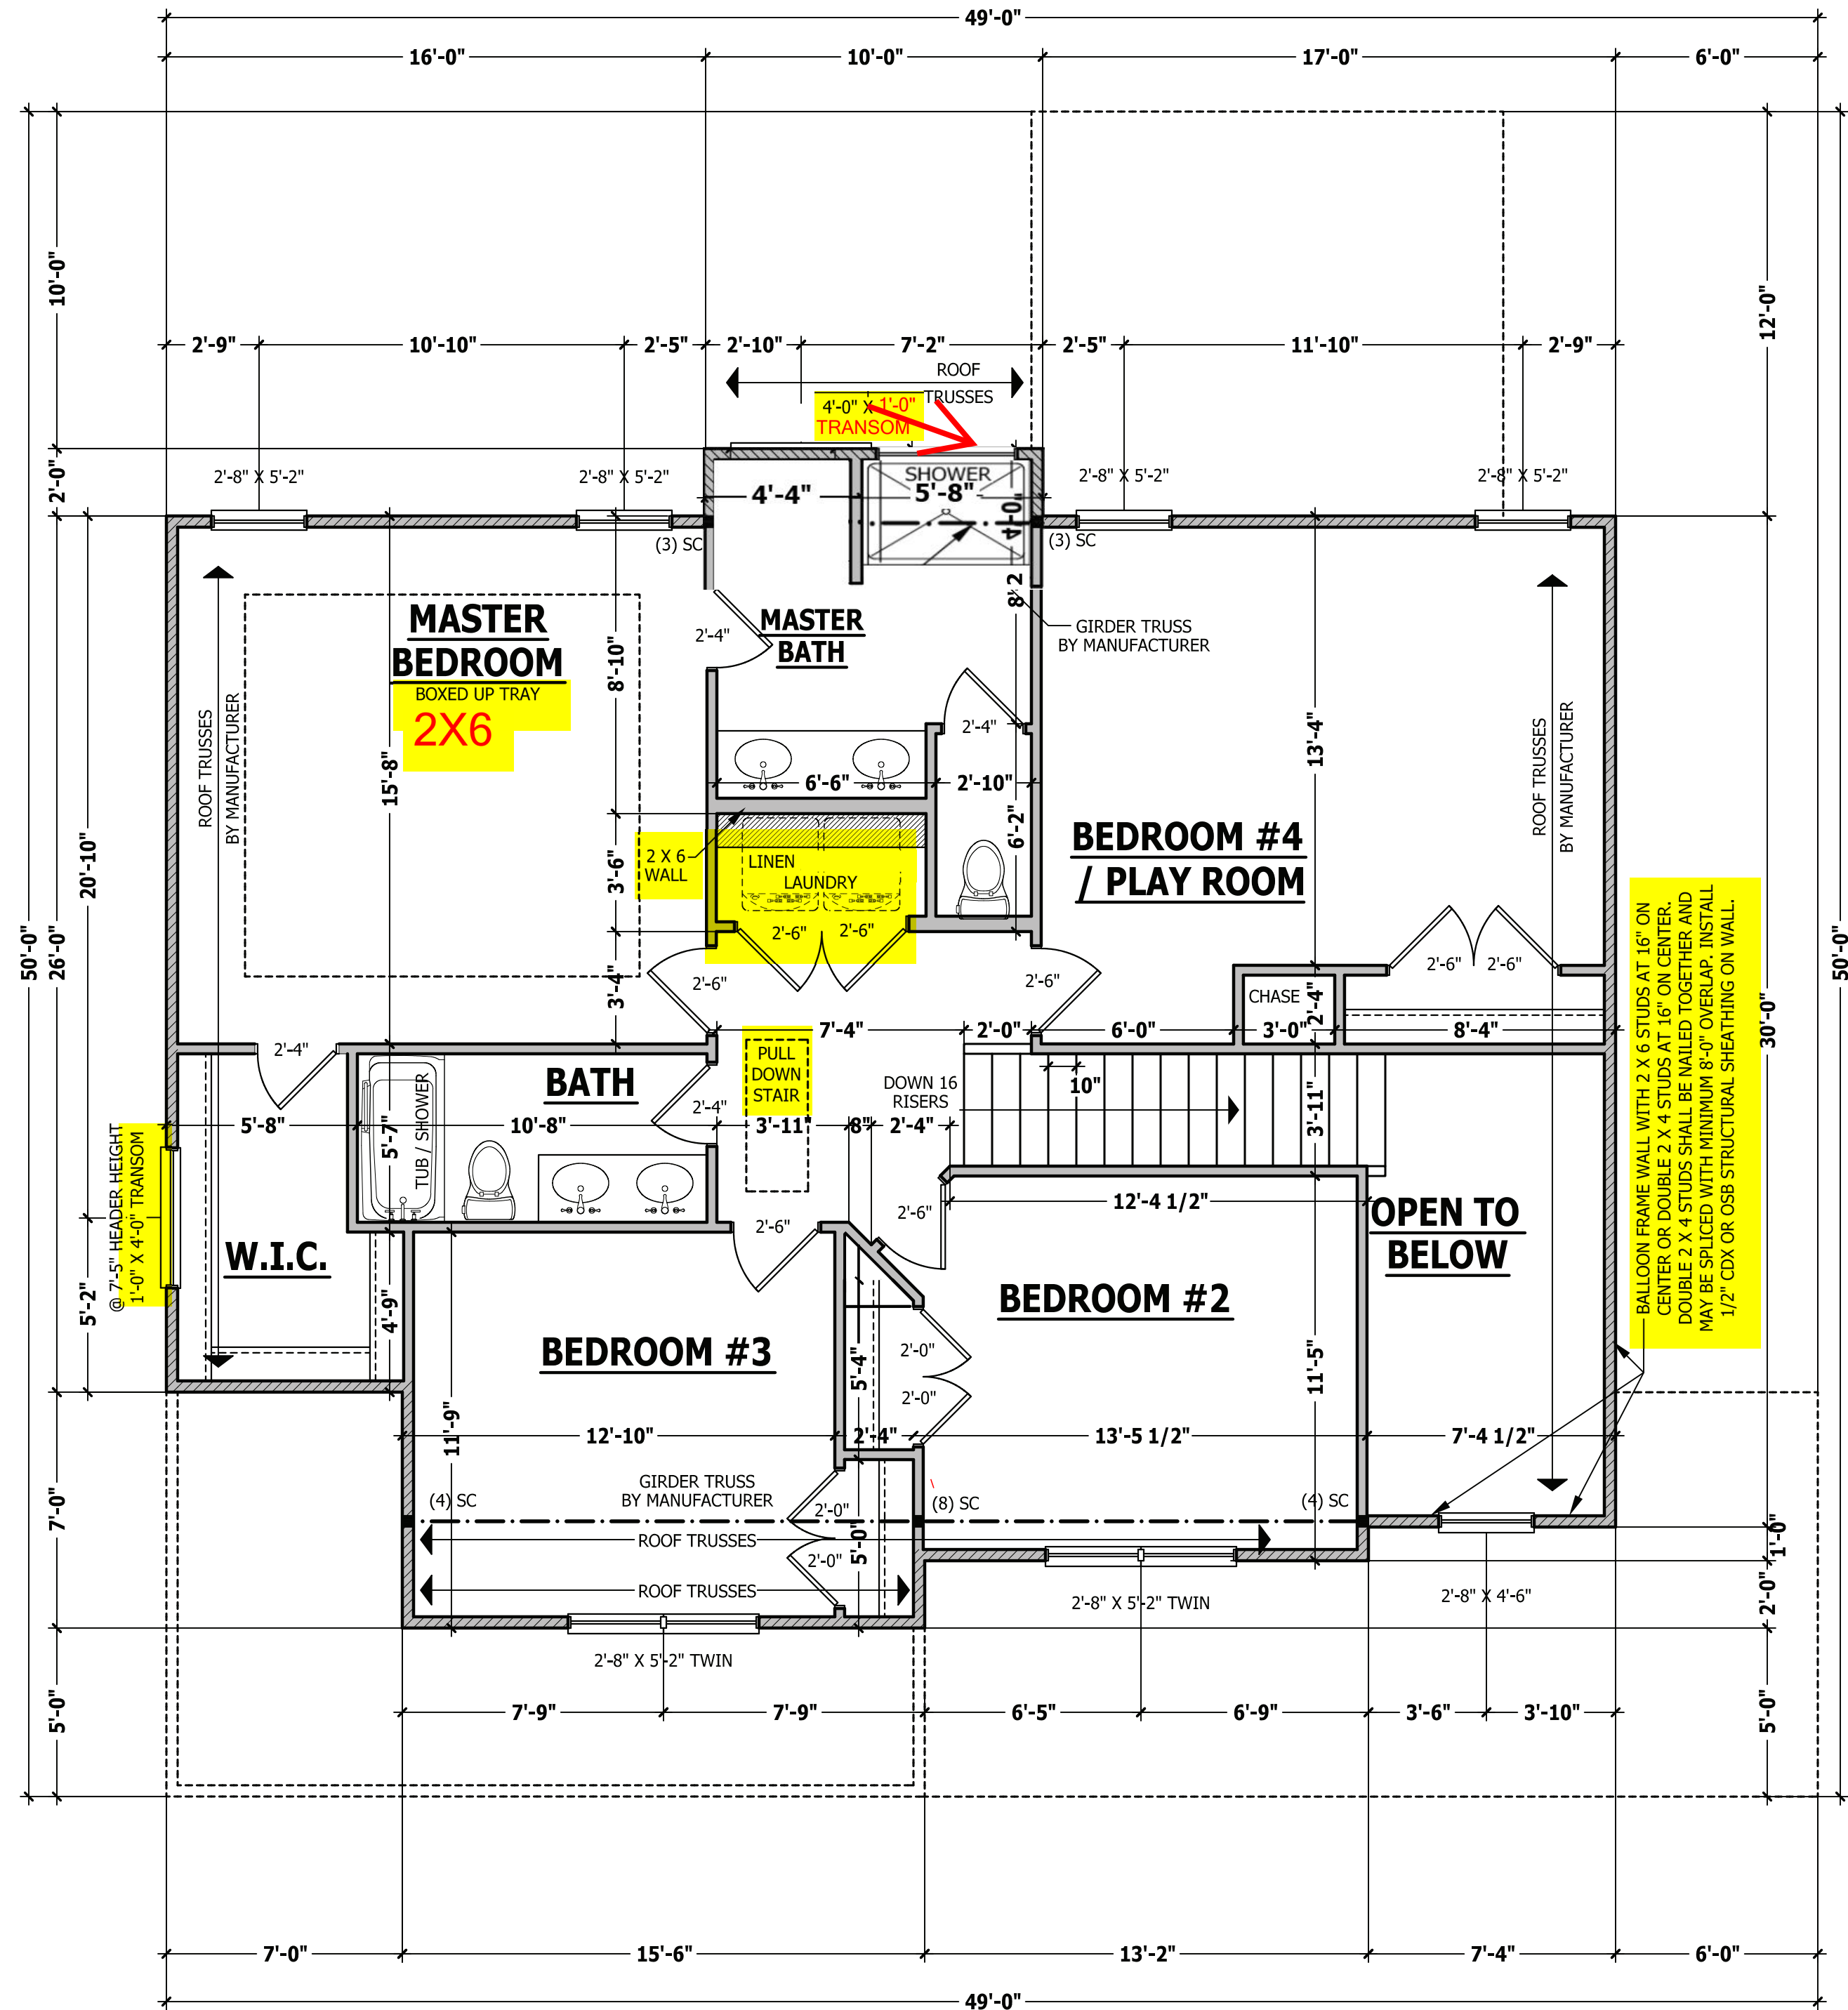 49'-0"
16'-0" 10'-0" 17'-0" 6'-0"
10'-0"
12'-0"
2'-9" 10'-10" 2'-5" 2'-10" 7'-2" 2'-5" 11'-10" 2'-9"
ROOF
TRUSSES
4'-0" X 1'-0"
TRANSOM
2'-0"
2'-8" X 5'-2" 2'-8" X 5'-2" 2'-8" X 5'-2" 2'-8" X 5'-2"
SHOWER
4'-4" 5'-8"
4'-0"
(3) SC (3) SC
8'-2
MASTER
BEDROOM
BOXED UP TRAY
2X6
MASTER
BATH
2'-4"
GIRDER TRUSS
BY MANUFACTURER
8'-10"
ROOF TRUSSES
BY MANUFACTURER
15'-8"
2'-4"
13'-4"
ROOF TRUSSES
BY MANUFACTURER
6'-6" 2'-10"
6'-2"
BEDROOM #4
/ PLAY ROOM
20'-10"
3'-6"
2 X 6
WALL
LINEN
LAUNDRY
2'-6" 2'-6"
50'-0"
26'-0"
3'-4"
2'-6" 2'-6"
2'-6" 2'-6"
CHASE
2'-4"
50'-0"
30'-0"
BALLOON FRAME WALL WITH 2 X 6 STUDS AT 16" ON
CENTER OR DOUBLE 2 X 4 STUDS AT 16" ON CENTER.
DOUBLE 2 X 4 STUDS SHALL BE NAILED TOGETHER AND
MAY BE SPLICED WITH MINIMUM 8'-0" OVERLAP. INSTALL
1/2" CDX OR OSB STRUCTURAL SHEATHING ON WALL.
7'-4" 2'-0" 6'-0" 3'-0" 8'-4"
2'-4"
BATH
PULL
DOWN
STAIR
DOWN 16
RISERS
10"
2'-4"
TUB / SHOWER
5'-8" 10'-8" 3'-11" 8" 2'-4"
5'-7"
3'-11"
@ 7'-5" HEADER HEIGHT
1'-0" X 4'-0" TRANSOM
12'-4 1/2"
2'-6" 2'-6"
OPEN TO
BELOW
W.I.C.
5'-2"
4'-9"
BEDROOM #2
BEDROOM #3
2'-0"
2'-0"
5'-4"
11'-5"
11'-9"
12'-10" 2'-4" 13'-5 1/2" 7'-4 1/2"
GIRDER TRUSS
BY MANUFACTURER
(4) SC (8) SC (4) SC
2'-0"
7'-0"
ROOF TRUSSES
5'-0"
2'-0"
ROOF TRUSSES
1'-0"
2'-0"
2'-8" X 5'-2" TWIN 2'-8" X 4'-6"
2'-8" X 5'-2" TWIN
5'-0"
5'-0"
7'-9" 7'-9" 6'-5" 6'-9" 3'-6" 3'-10"
7'-0" 15'-6" 13'-2" 7'-4" 6'-0"
49'-0"